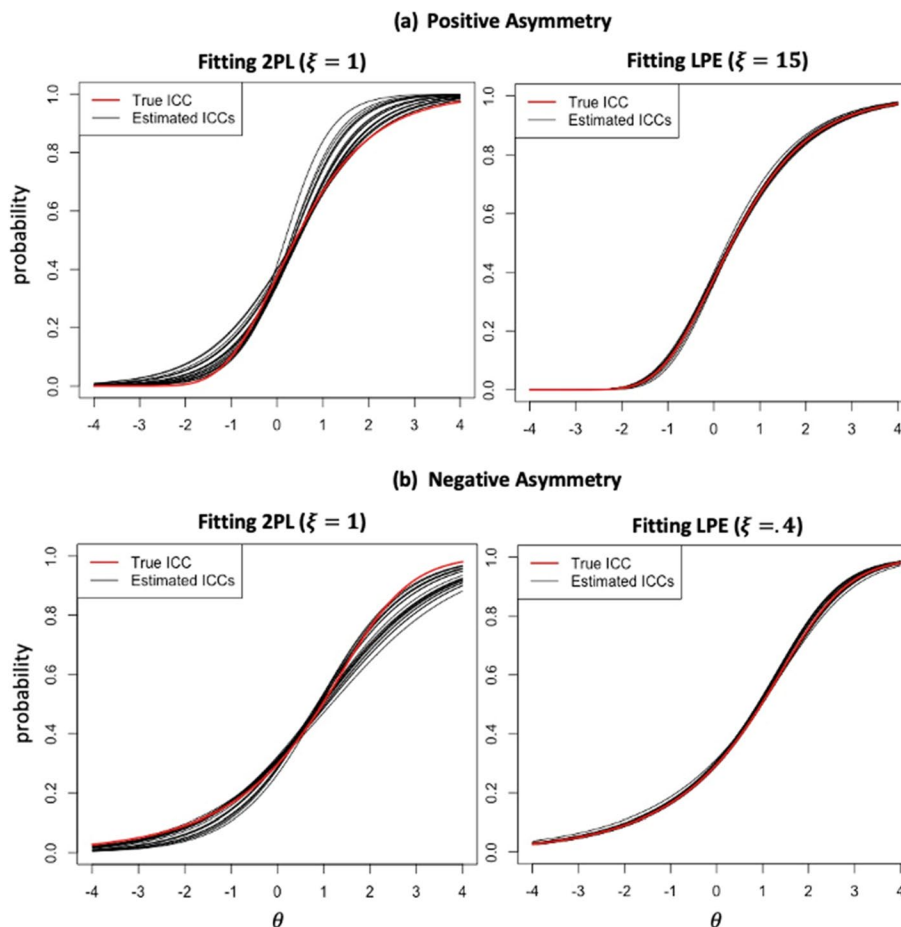 (a) Positive Asymmetry
Fitting 2PL (ξ = 1)
Fitting LPE (ξ = 15)
True ICC
Estimated ICCs
True ICC
Estimated ICCs
probability
0.0 0.2 0.4 0.6 0.8 1.0
0.0 0.2 0.4 0.6 0.8 1.0
-4 -3 -2 -1 0 1 2 3 4
-4 -3 -2 -1 0 1 2 3 4
(b) Negative Asymmetry
Fitting 2PL (ξ = 1)
Fitting LPE (ξ =. 4)
True ICC
Estimated ICCs
True ICC
Estimated ICCs
probability
0.0 0.2 0.4 0.6 0.8 1.0
0.0 0.2 0.4 0.6 0.8 1.0
-4 -3 -2 -1 0 1 2 3 4
-4 -3 -2 -1 0 1 2 3 4
θ
θ